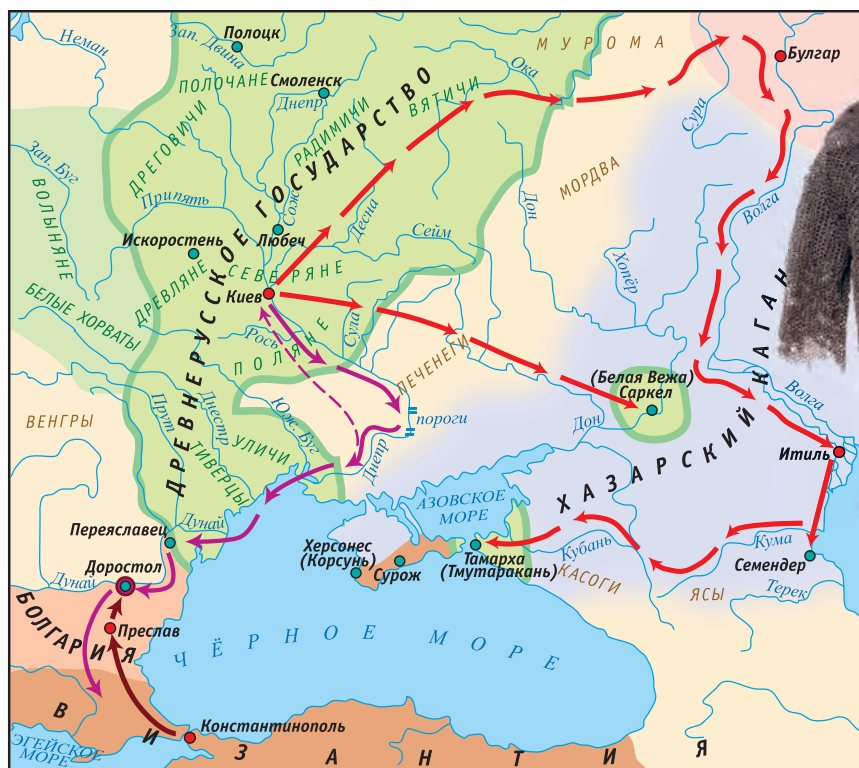 Неман
Полоцк
Зап. Двина
МУРОМА
Булгар
ПОЛОЧАНЕ
Смоленск
Днепр
Ока
Сура
ДРЕГОВИЧИ
РАДИМИЧИ
ВЯТИЧИ
ДРЕВНЕРУССКОЕ ГОСУДАРСТВО
Зап. Буг
ВОЛЫНЯНЕ
Припять
Сож
Десна
Дон
МОРДВА
Волга
Искоростень
Любеч
Сейм
Хопёр
ДРЕВЛЯНЕ
СЕВЕРЯНЕ
БЕЛЫЕ ХОРВАТЫ
Киев
Рось
ПОЛЯНЕ
Сула
ПЕЧЕНЕГИ
(Белая Вежа)
Саркел
ХАЗАРСКИЙ КАГАН
Волга
ВЕНГРЫ
Прут
Днестр
Юж. Буг
пороги
УЛИЧИ
ТИВЕРЦЫ
Днепр
Дон
Итиль
Переяславец
Дунай
АЗОВСКОЕ
МОРЕ
Херсонес
(Корсунь)
Сурож
Тамарха
(Тмутаракань)
Кубань
КАСОГИ
Кума
Семендер
ЯСЫ
Терек
Доростол
Дунай
БОЛГАРИЯ
Преслав
ЧЁРНОЕ МОРЕ
Константинополь
ВИЗАНТИЯ
ЭГЕЙСКОЕ
МОРЕ